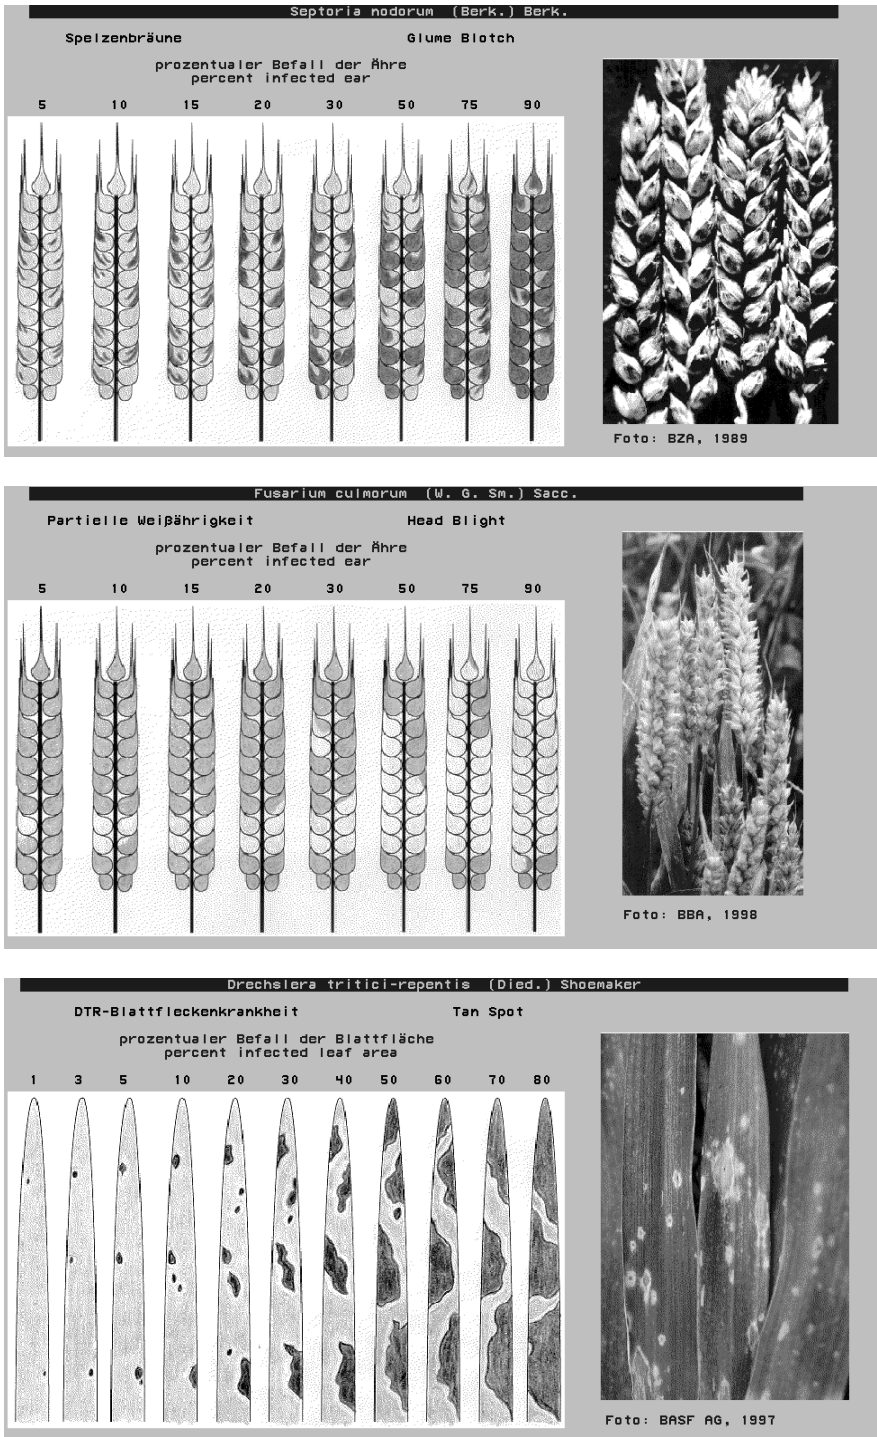 Septoria nodorum (Berk.) Berk.
Spelzenbräune Glume Blotch
prozentualer Befall der Ähre
percent infected ear
5 10 15 20 30 50 75 90
Foto: BZA, 1989
Fusarium culmorum (W. G. Sm.) Sacc.
Partielle Weißährigkeit Head Blight
prozentualer Befall der Ähre
percent infected ear
5 10 15 20 30 50 75 90
Foto: BBA, 1998
Drechslera tritici-repentis (Died.) Shoemaker
DTR-Blattfleckenkrankheit Tan Spot
prozentualer Befall der Blattfläche
percent infected leaf area
1 3 5 10 20 30 40 50 60 70 80
Foto: BASF AG, 1997